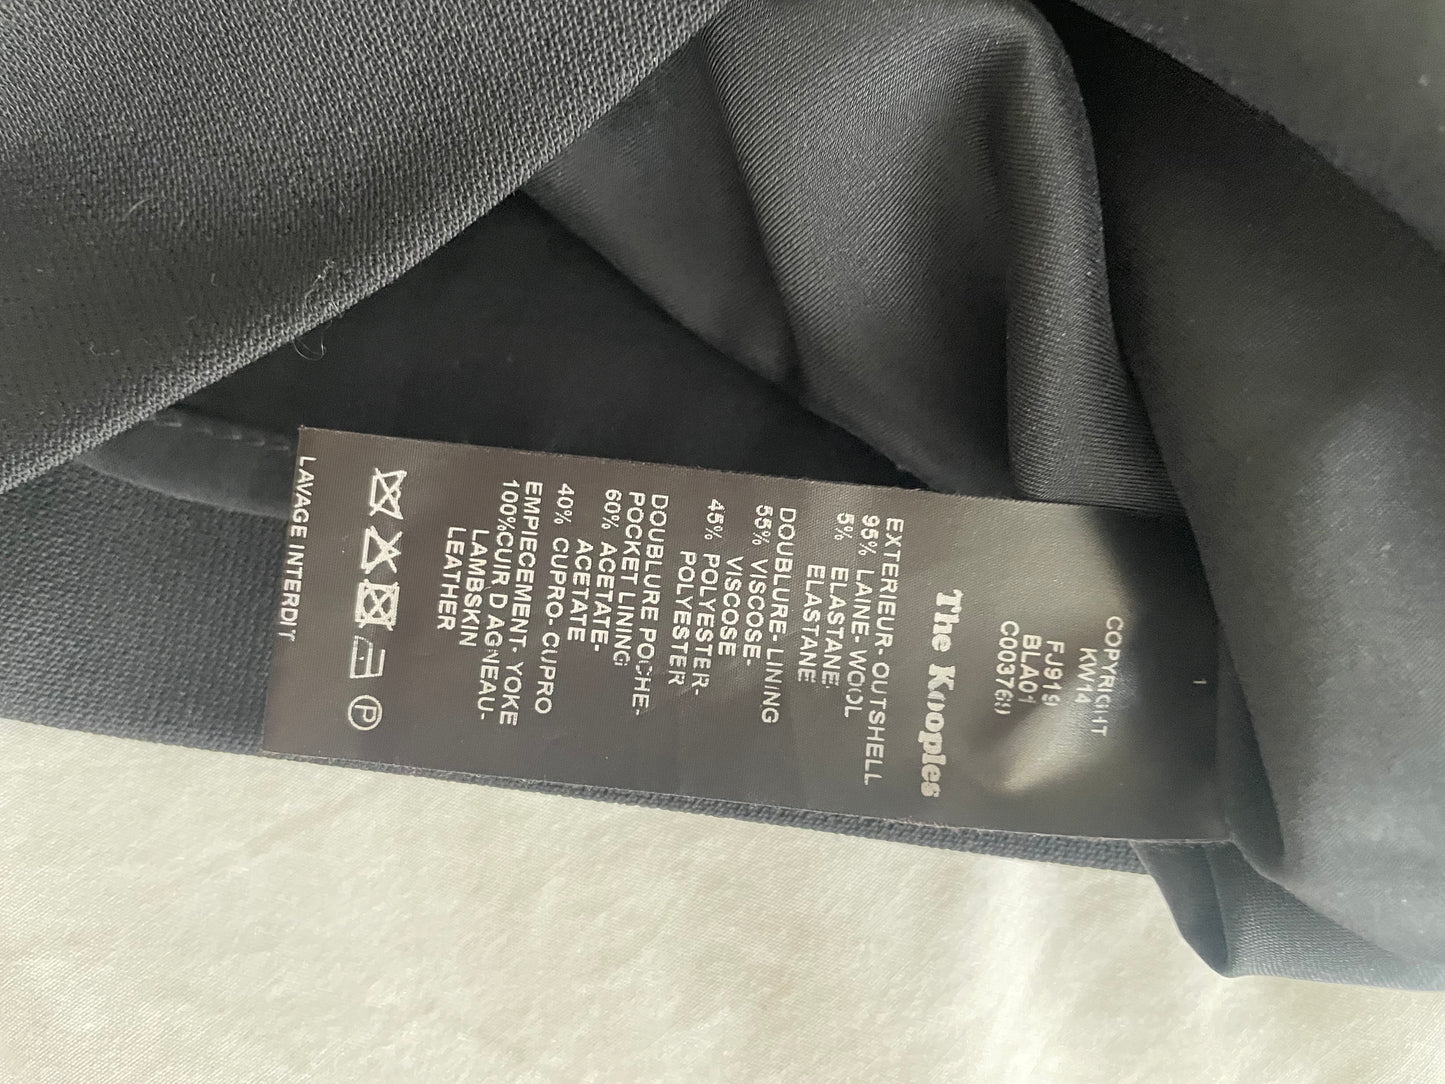 1
COPYRIGHT
KW14
FJ919
BLA01
C003769
The Kooples
EXTERIEUR- OUTSHELL
95% LAINE- WOOL
5% ELASTANE-
ELASTANE
DOUBLURE- LINING
55% VISCOSE-
VISCOSE
45% POLYESTER-
POLYESTER
DOUBLURE POCHE-
POCKET LINING
60% ACETATE-
ACETATE
40% CUPRO- CUPRO
EMPIECEMENT- YOKE
100%CUIR D AGNEAU-
LAMBSKIN
LEATHER
P
LAVAGE INTERDIT